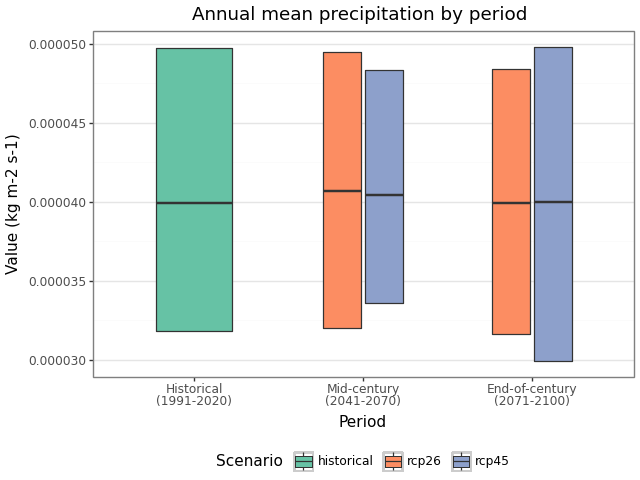 Annual mean precipitation by period
Value (kg m-2 s-1)
0.000050
0.000045
0.000040
0.000035
0.000030
Historical
(1991-2020)
Mid-century
(2041-2070)
End-of-century
(2071-2100)
Period
Scenario historical rcp26 rcp45